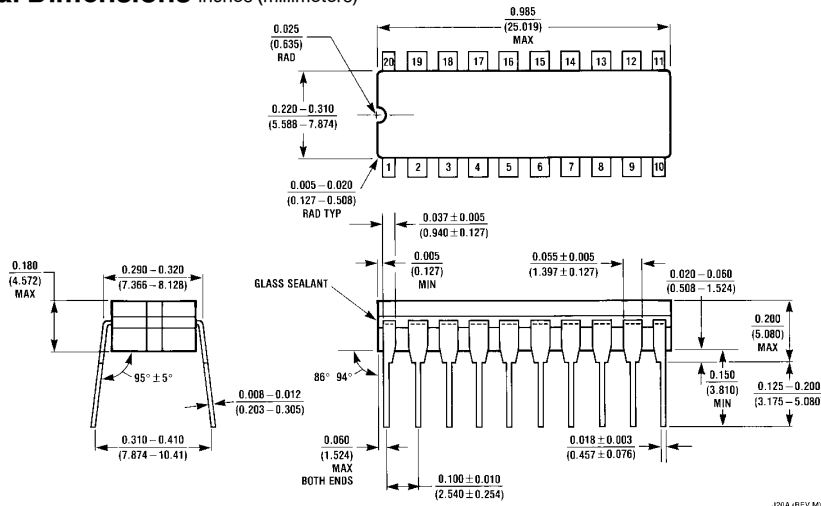 al Dimensions inches (millimeters)
0.985
(25.019)
MAX
0.025
(0.635)
RAD
20 19 18 17 16 15 14 13 12 11
0.220 – 0.310
(5.588 – 7.874)
1 2 3 4 5 6 7 8 9 10
0.005 – 0.020
(0.127 – 0.508)
RAD TYP
0.037 ± 0.005
(0.940 ± 0.127)
0.180
(4.572)
MAX
0.290 – 0.320
(7.366 – 8.128)
GLASS SEALANT
0.005
(0.127)
MIN
0.055 ± 0.005
(1.397 ± 0.127)
0.020 – 0.060
(0.508 – 1.524)
0.200
(5.080)
MAX
95° ± 5°
86° 94°
0.150
(3.810)
MIN
0.125 – 0.200
(3.175 – 5.080
0.008 – 0.012
(0.203 – 0.305)
0.310 – 0.410
(7.874 – 10.41)
0.060
(1.524)
MAX
BOTH ENDS
0.100 ± 0.010
(2.540 ± 0.254)
0.018 ± 0.003
(0.457 ± 0.076)
J20A (REV M)